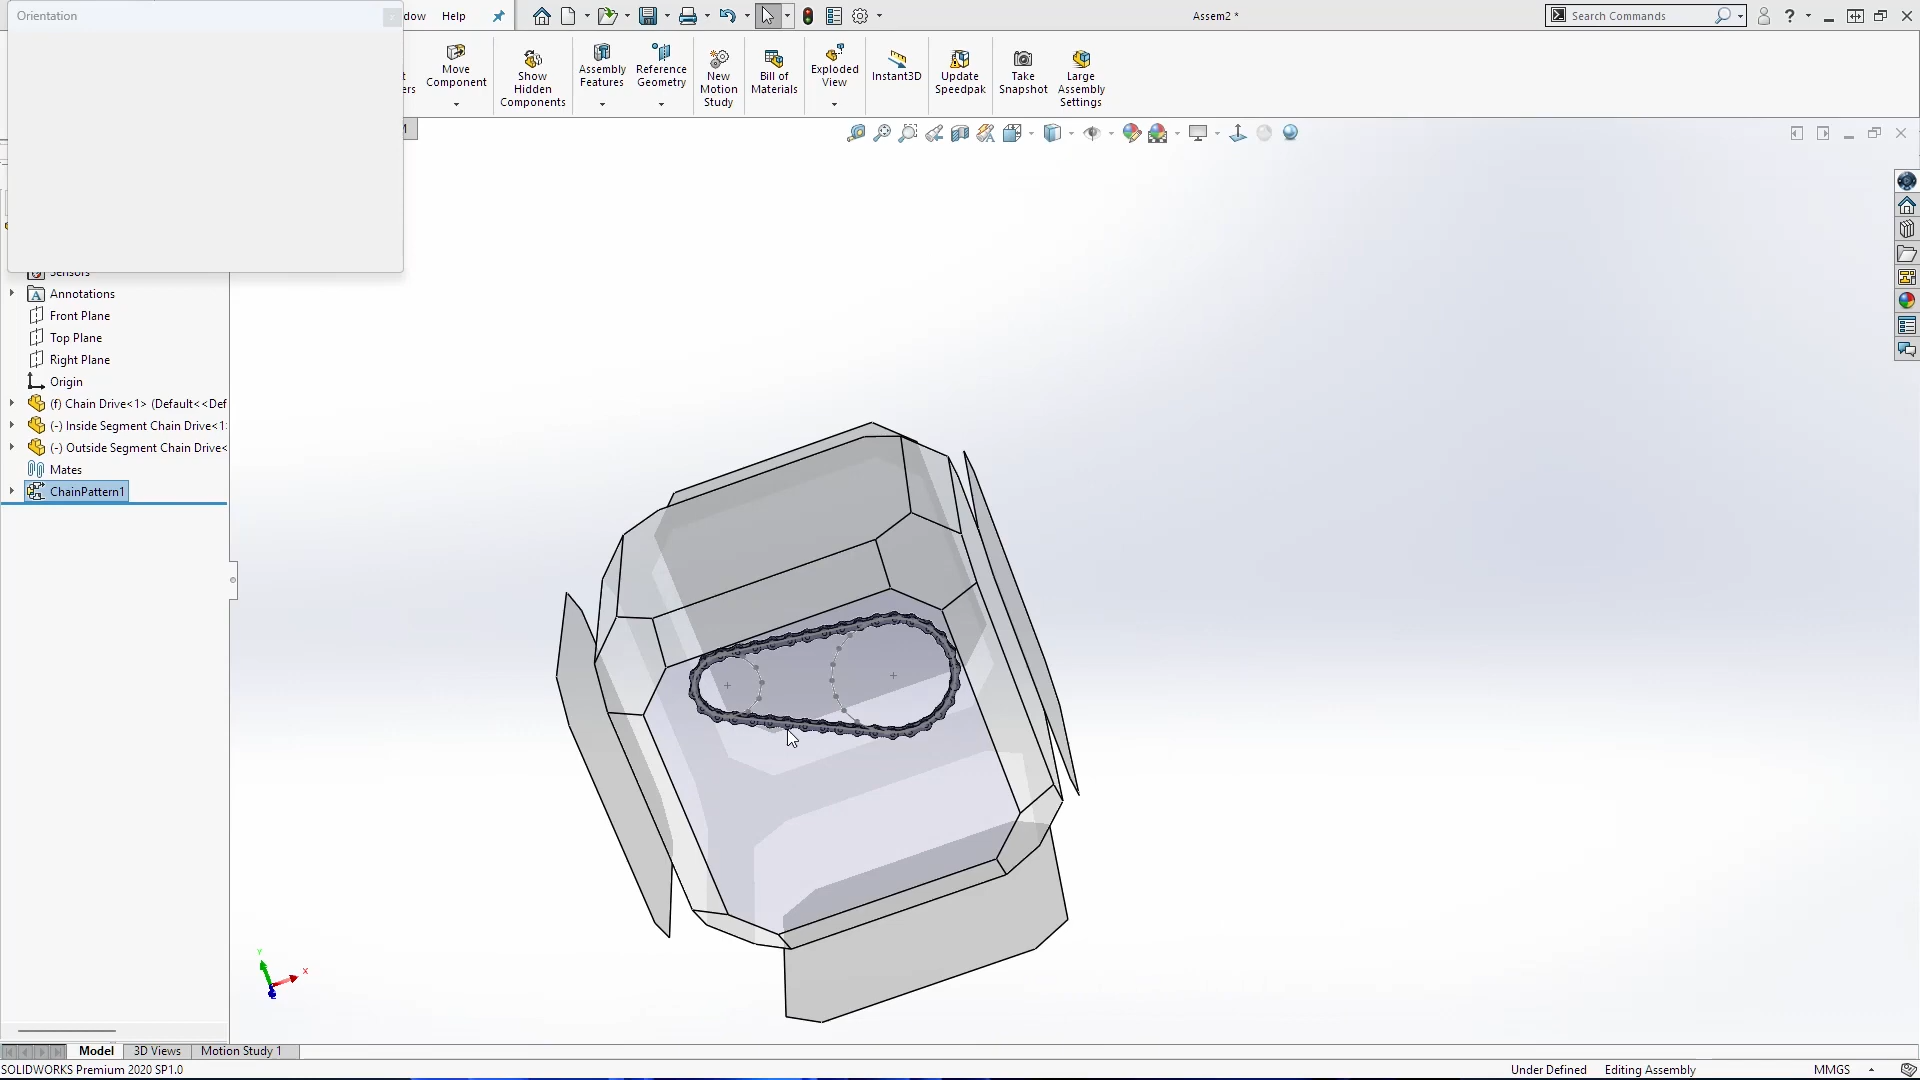 Orientation
dow Help
Assem2 *
Search Commands
Move Component
Show Hidden Components
Assembly Features
Reference Geometry
New Motion Study
Bill of Materials
Exploded View
Instant3D
Update Speedpak
Take Snapshot
Large Assembly Settings
Sensors
Annotations
Front Plane
Top Plane
Right Plane
Origin
(f) Chain Drive<1> (Default<<Def
(-) Inside Segment Chain Drive<1>
(-) Outside Segment Chain Drive<
Mates
ChainPattern1
Y
X
Model
3D Views
Motion Study 1
SOLIDWORKS Premium 2020 SP1.0
Under Defined
Editing Assembly
MMGS